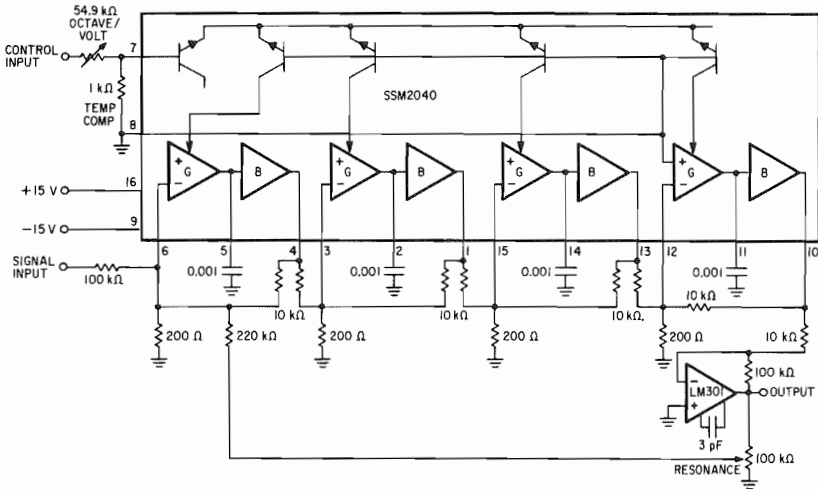 54.9 kΩ
OCTAVE/
VOLT
CONTROL
INPUT
7
1 kΩ
TEMP
COMP
8
SSM2040
+
G
−
B
+
G
−
B
+
G
−
B
+
G
−
B
+15 V
16
−15 V
9
6
5
4
3
2
1
15
14
13
12
11
10
SIGNAL
INPUT
100 kΩ
0.001
0.001
0.001
0.001
10 kΩ
10 kΩ
10 kΩ
10 kΩ
200 Ω
220 kΩ
200 Ω
200 Ω
200 Ω
10 kΩ
100 kΩ
−
LM301
+
OUTPUT
3 pF
RESONANCE
100 kΩ